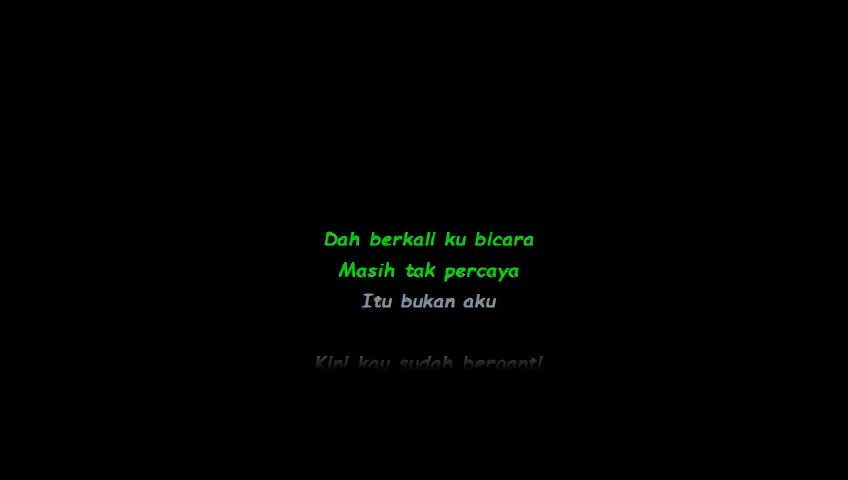 Dah berkali ku bicara
Masih tak percaya
Itu bukan aku
Kini kau sudah berganti